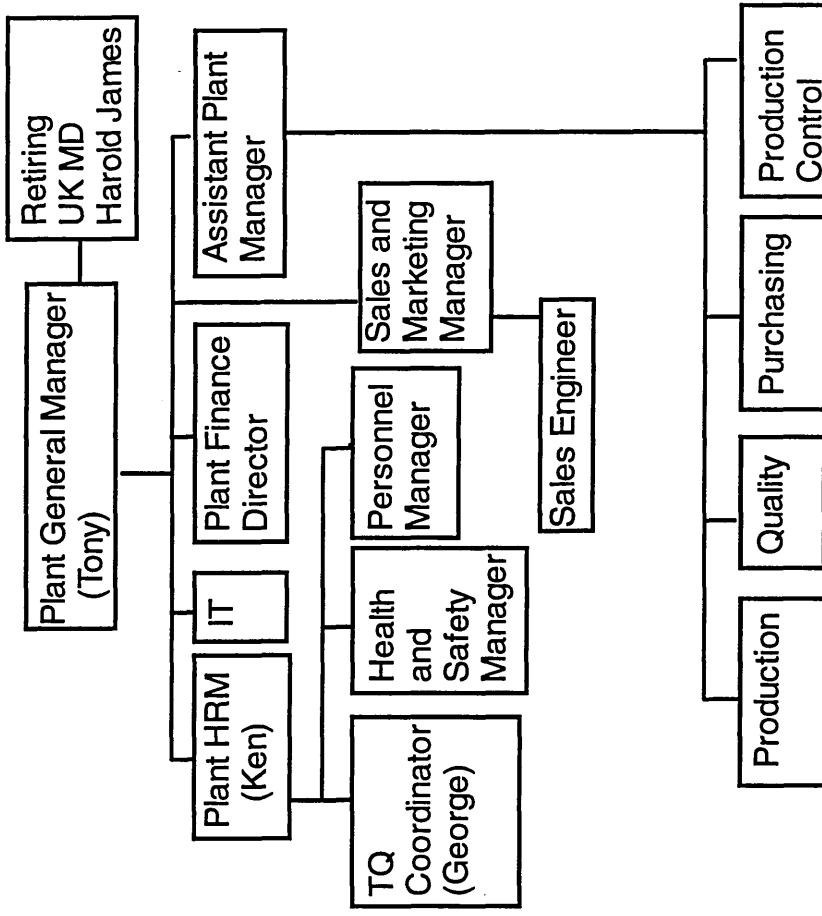 Retiring
UK MD
Harold James
Plant General Manager
(Tony)
Plant HRM
(Ken)
IT
Plant Finance
Director
Assistant Plant
Manager
TQ
Coordinator
(George)
Health
and
Safety
Manager
Personnel
Manager
Sales and
Marketing
Manager
Sales Engineer
Production
Quality
Purchasing
Production
Control